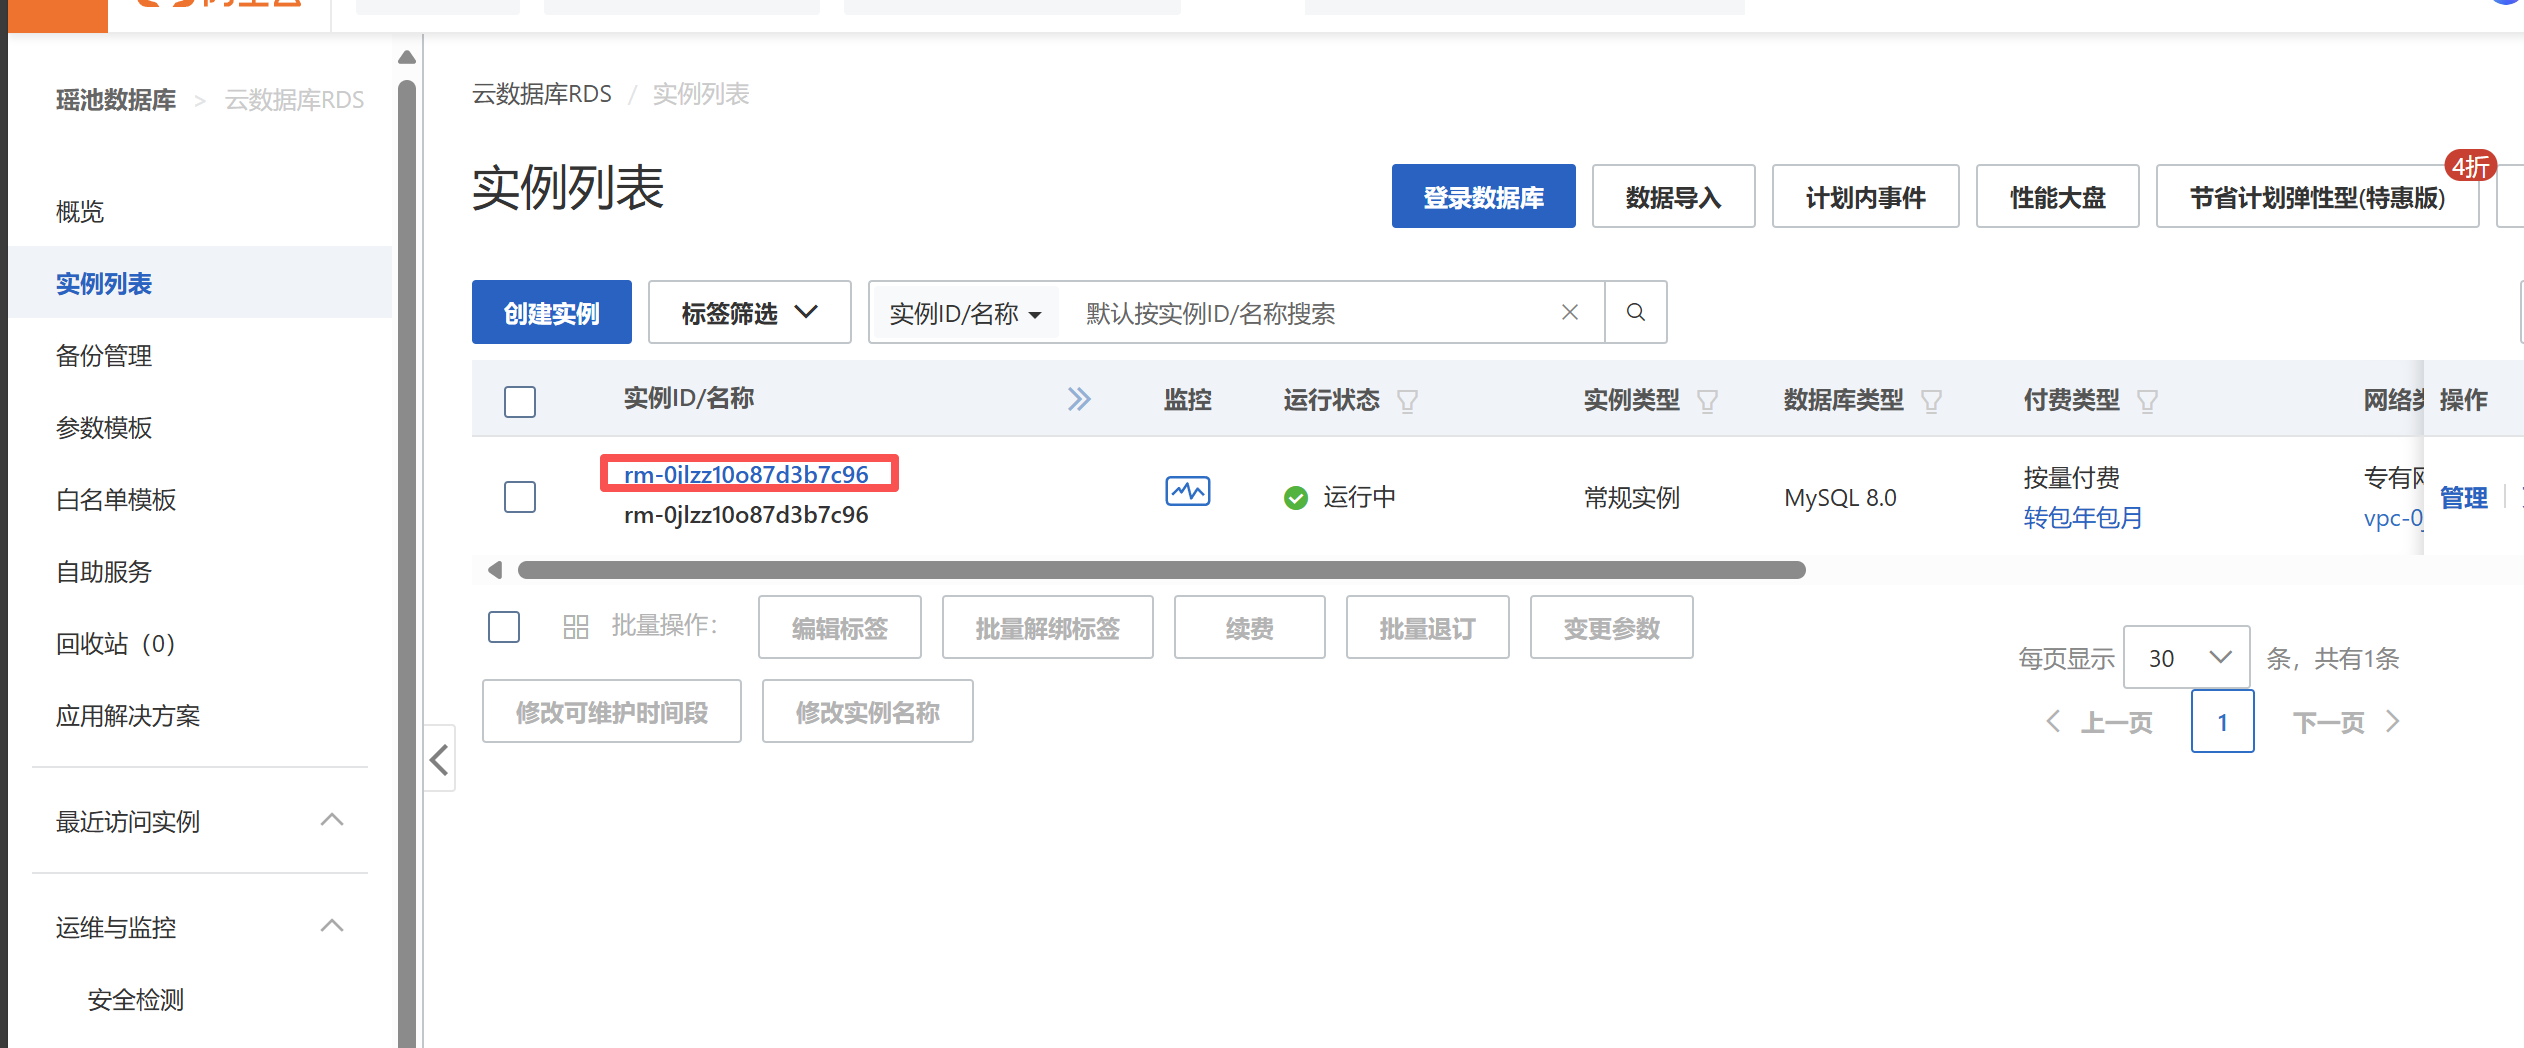 瑶池数据库 > 云数据库RDS
概览
实例列表
备份管理
参数模板
白名单模板
自助服务
回收站（0）
应用解决方案
最近访问实例
运维与监控
安全检测
云数据库RDS / 实例列表
实例列表
登录数据库 数据导入 计划内事件 性能大盘 节省计划弹性型(特惠版) 4折
创建实例 标签筛选 实例ID/名称 默认按实例ID/名称搜索
实例ID/名称 监控 运行状态 实例类型 数据库类型 付费类型 网络类 操作
rm-0jlzz10o87d3b7c96
rm-0jlzz10o87d3b7c96
运行中 常规实例 MySQL 8.0
按量付费
转包年包月
专有网
vpc-0_
管理
批量操作： 编辑标签 批量解绑标签 续费 批量退订 变更参数
修改可维护时间段 修改实例名称
每页显示 30 条，共有1条
上一页 1 下一页